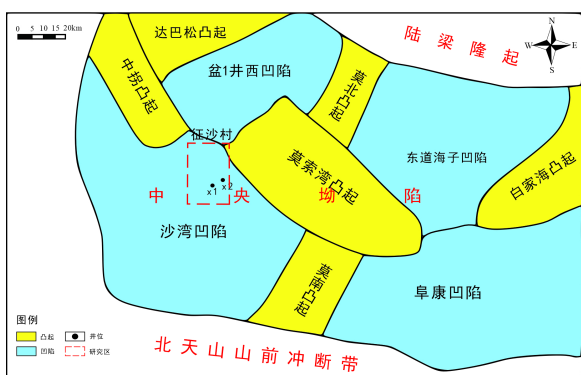 0 5 10 15 20km
达巴松凸起
陆梁隆起
N
W E
S
中拐凸起
盆1井西凹陷
莫北凸起
征沙村
莫索湾凸起
东道海子凹陷
白家海凸起
x1
x2
中央坳陷
沙湾凹陷
莫南凸起
阜康凹陷
图例
凸起
井位
凹陷
研究区
北天山山前冲断带